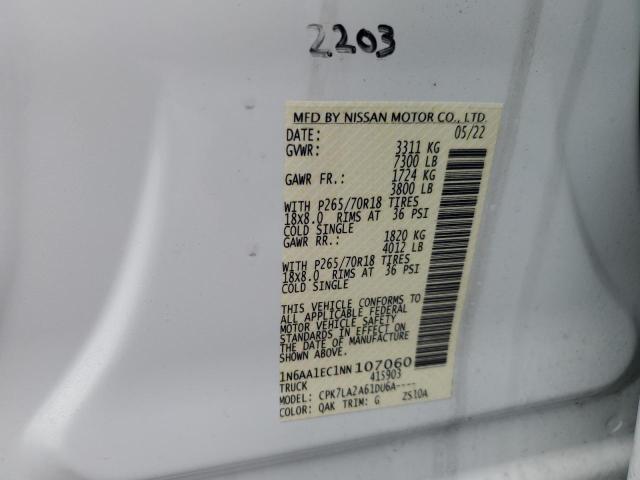 2203
MFD BY NISSAN MOTOR CO., LTD.
DATE: 05/22
GVWR: 3311 KG
7300 LB
GAWR FR.: 1724 KG
3800 LB
WITH P265/70R18 TIRES
18x8.0 RIMS AT 36 PSI
COLD SINGLE
GAWR RR.: 1820 KG
4012 LB
WITH P265/70R18 TIRES
18x8.0 RIMS AT 36 PSI
COLD SINGLE
THIS VEHICLE CONFORMS TO
ALL APPLICABLE FEDERAL
MOTOR VEHICLE SAFETY
STANDARDS IN EFFECT ON
THE DATE OF MANUFACTURE
SHOWN ABOVE.
1N6AA1EC1NN107060
TRUCK 415903
MODEL: CPK7LA2A61DU6A----
COLOR: QAK TRIM: G ZS10A